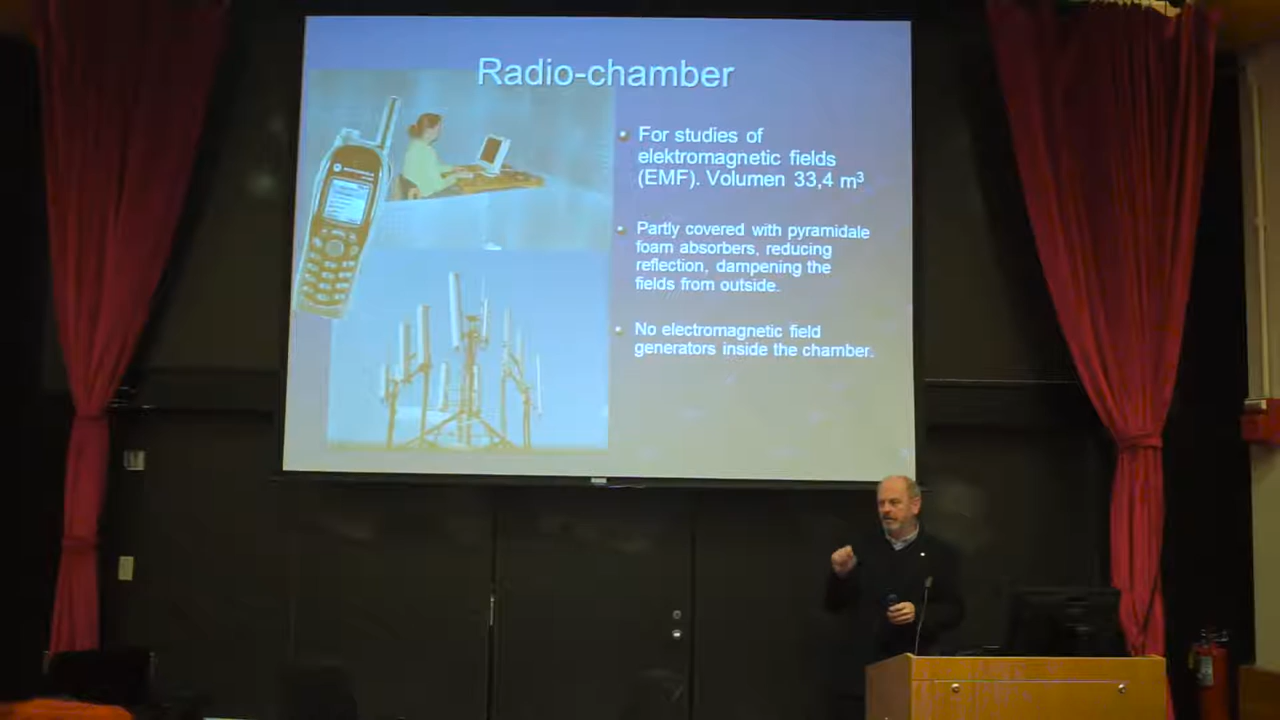 Radio-chamber
For studies of
elektromagnetic fields
(EMF). Volumen 33,4 m³
Partly covered with pyramidale
foam absorbers, reducing
reflection, dampening the
fields from outside.
No electromagnetic field
generators inside the chamber.